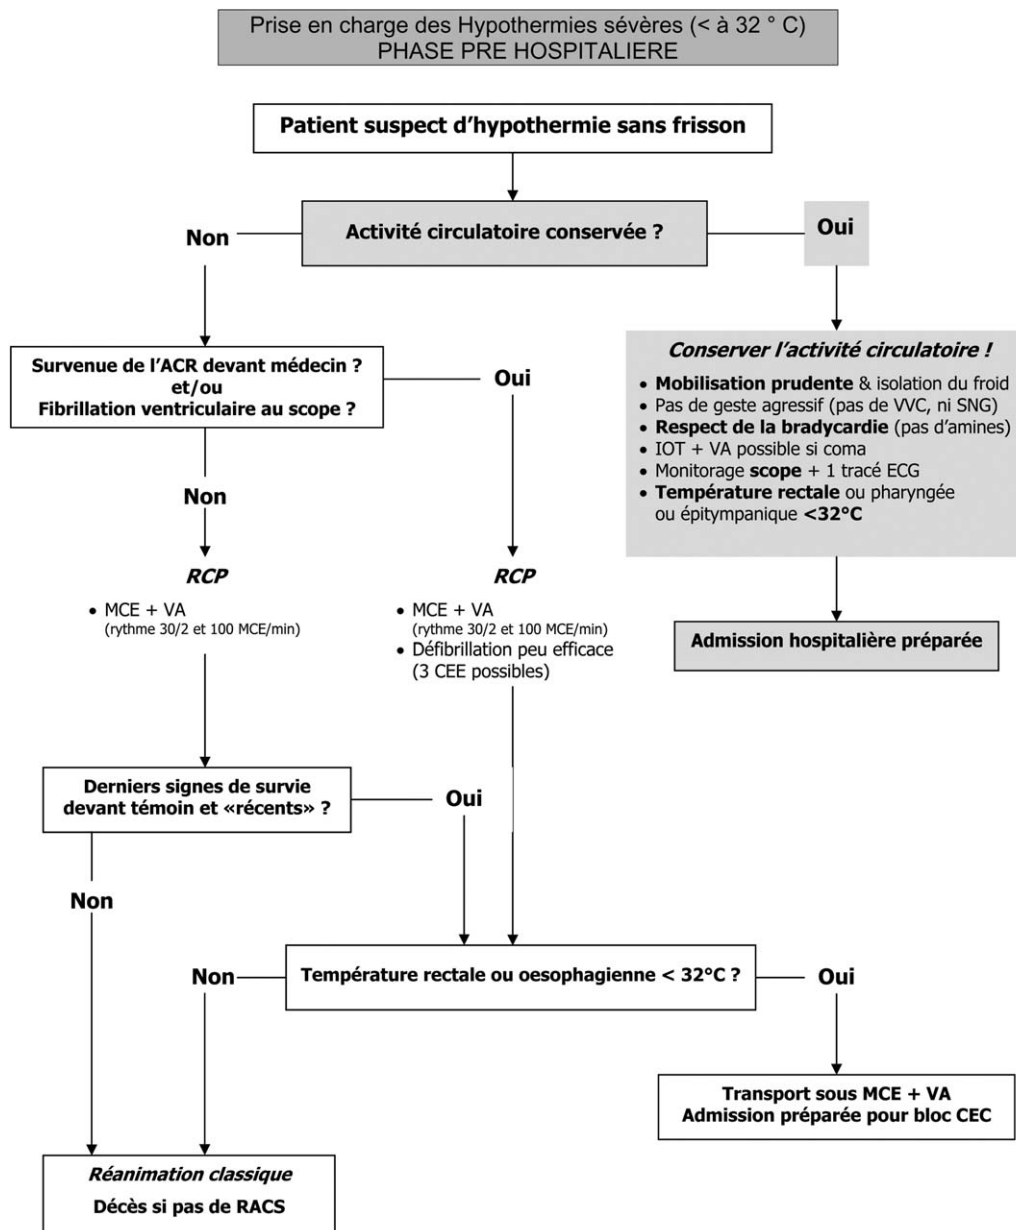 Prise en charge des Hypothermies sévères (< à 32 ° C)
PHASE PRE HOSPITALIERE
Patient suspect d'hypothermie sans frisson
Activité circulatoire conservée ?
Non
Oui
Survenue de l'ACR devant médecin ?
et/ou
Fibrillation ventriculaire au scope ?
Oui
Non
Conserver l'activité circulatoire !
• Mobilisation prudente & isolation du froid
• Pas de geste agressif (pas de VVC, ni SNG)
• Respect de la bradycardie (pas d'amines)
• IOT + VA possible si coma
• Monitorage scope + 1 tracé ECG
• Température rectale ou pharyngée
ou épitympanique <32°C
Admission hospitalière préparée
RCP
• MCE + VA
(rythme 30/2 et 100 MCE/min)
RCP
• MCE + VA
(rythme 30/2 et 100 MCE/min)
• Défibrillation peu efficace
(3 CEE possibles)
Derniers signes de survie
devant témoin et «récents» ?
Oui
Non
Température rectale ou oesophagienne < 32°C ?
Non
Oui
Transport sous MCE + VA
Admission préparée pour bloc CEC
Réanimation classique
Décès si pas de RACS